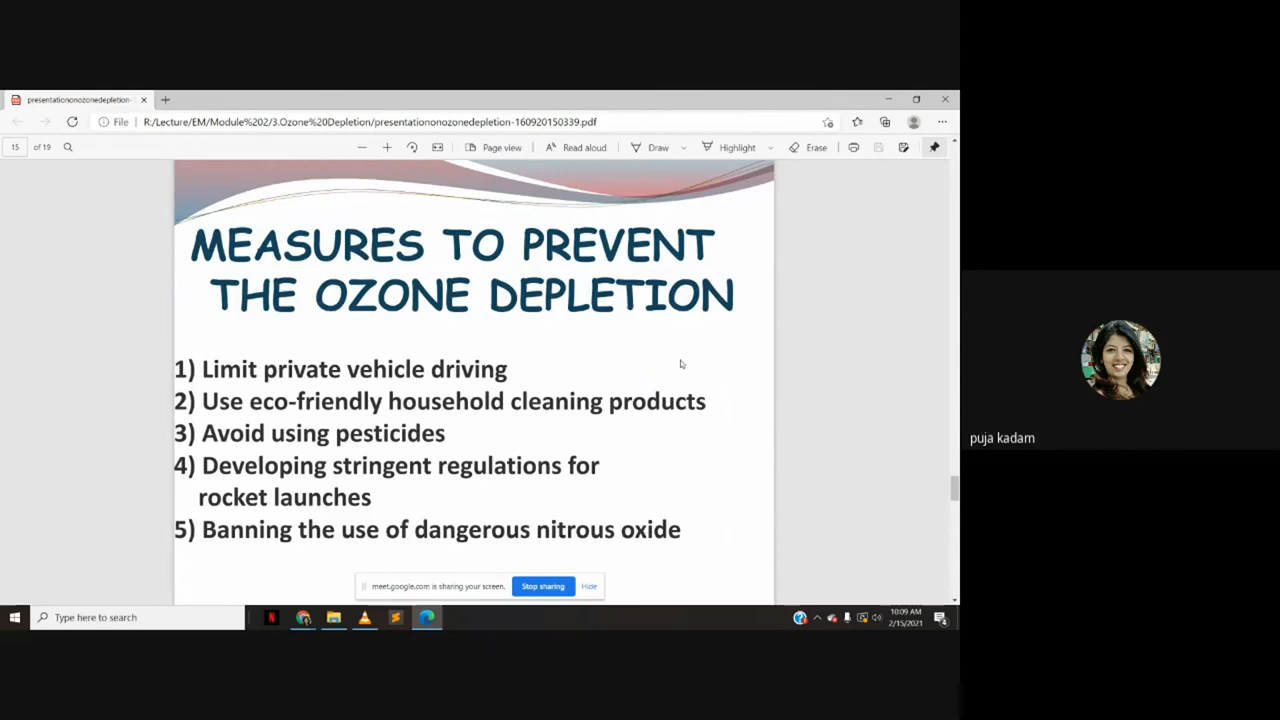 presentationonozonedepletion-
File R:/Lecture/EM/Module%202/3.Ozone%20Depletion/presentationonozonedepletion-160920150339.pdf
15 of 19 Page view Read aloud Draw Highlight Erase
MEASURES TO PREVENT
THE OZONE DEPLETION
1) Limit private vehicle driving
2) Use eco-friendly household cleaning products
3) Avoid using pesticides
4) Developing stringent regulations for
rocket launches
5) Banning the use of dangerous nitrous oxide
puja kadam
meet.google.com is sharing your screen. Stop sharing Hide
Type here to search
10:09 AM
2/15/2021